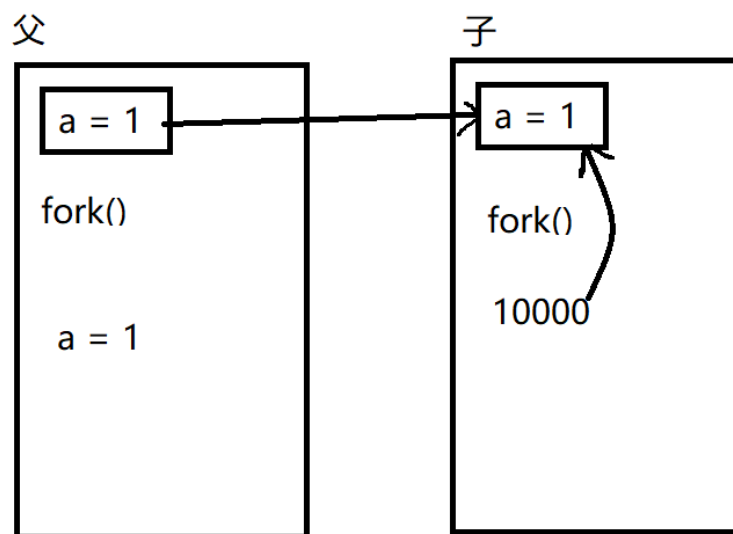 父
a = 1
fork()
a = 1
子
a = 1
fork()
10000